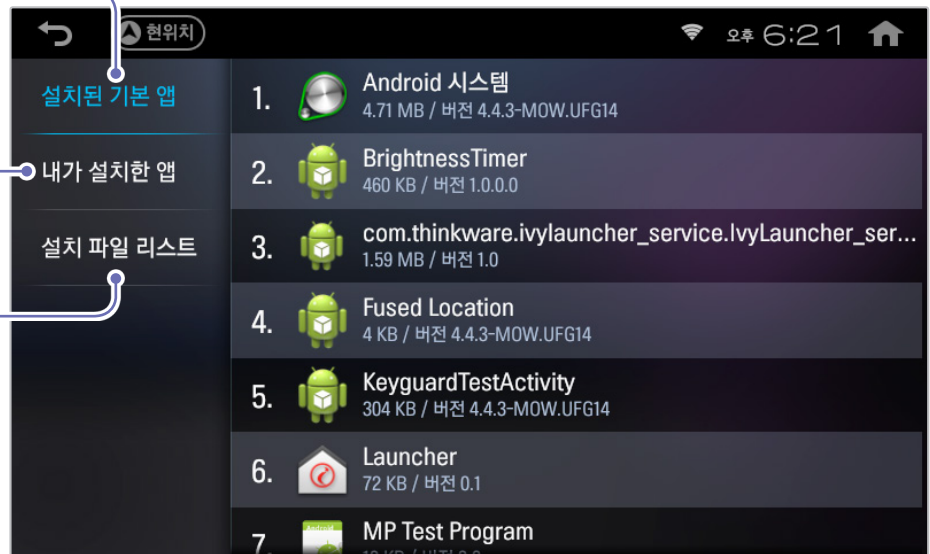 현위치
오후 6:21
설치된 기본 앱
내가 설치한 앱
설치 파일 리스트
1. Android 시스템
4.71 MB / 버전 4.4.3-MOW.UFG14
2. BrightnessTimer
460 KB / 버전 1.0.0.0
3. com.thinkware.ivylauncher_service.IvyLauncher_ser...
1.59 MB / 버전 1.0
4. Fused Location
4 KB / 버전 4.4.3-MOW.UFG14
5. KeyguardTestActivity
304 KB / 버전 4.4.3-MOW.UFG14
6. Launcher
72 KB / 버전 0.1
7. MP Test Program